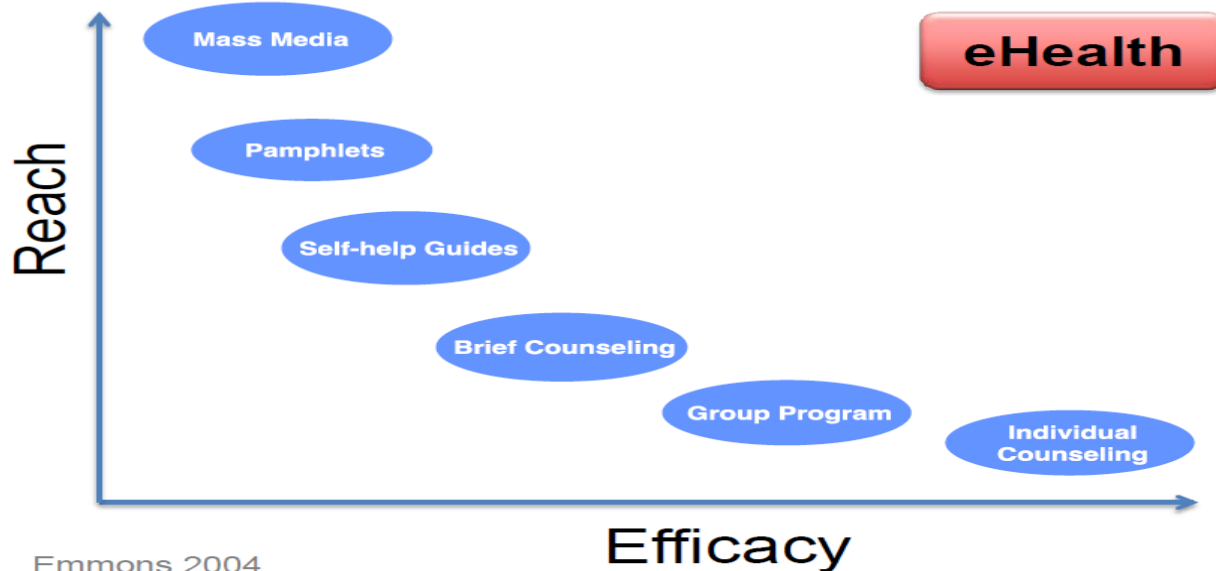 Mass Media
eHealth
Pamphlets
Reach
Self-help Guides
Brief Counseling
Group Program
Individual
Counseling
Efficacy
Emmons 2004